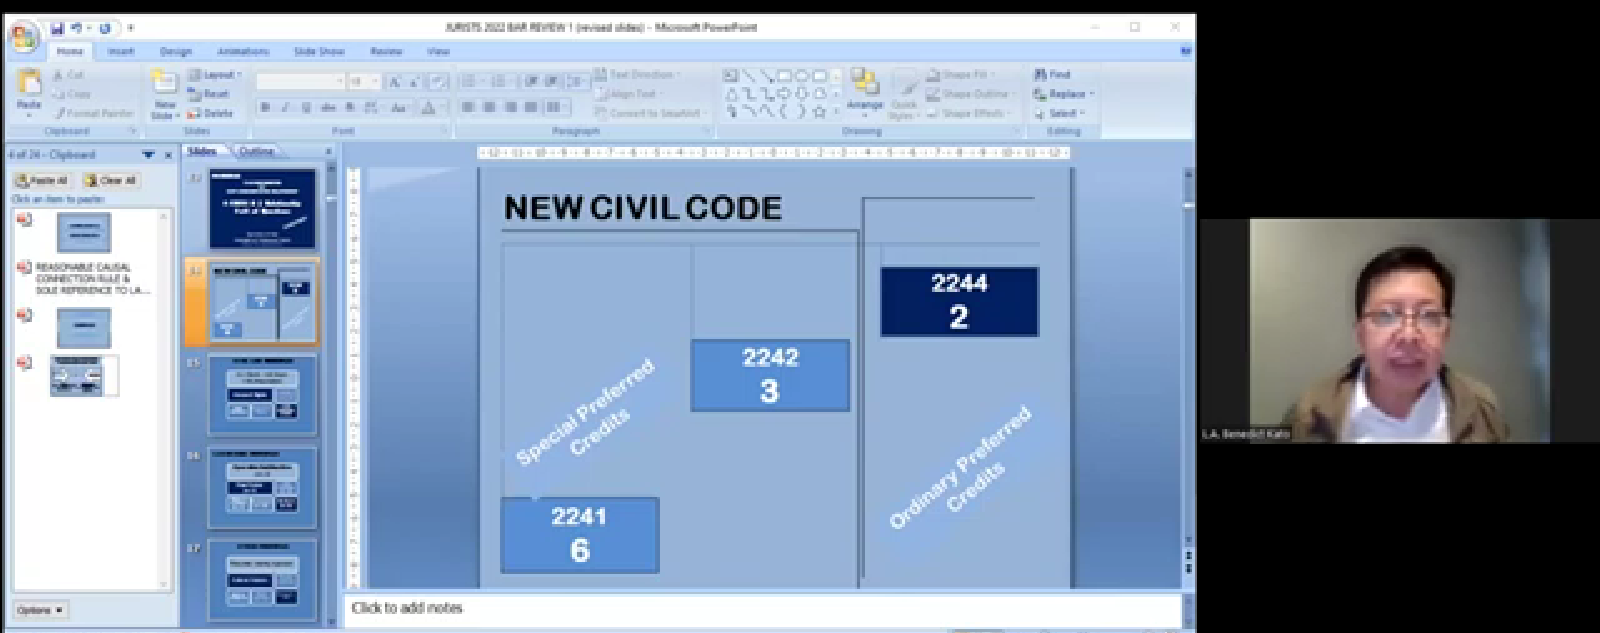 JURISTS 2022 BAR REVIEW 1 (revised slides) - Microsoft PowerPoint
Home Insert Design Animations Slide Show Review View
Paste
Cut
Copy
Format Painter
Clipboard
New Slide
Layout
Reset
Delete
Slides
Font
Text Direction
Align Text
Convert to SmartArt
Paragraph
Arrange
Quick Styles
Shape Fill
Shape Outline
Shape Effects
Drawing
Find
Replace
Select
Editing
4 of 24 - Clipboard
Paste All Clear All
Click an item to paste:
REASONABLE CAUSAL
CONNECTION RULE &
SOLE REFERENCE TO LA...
Options
Slides Outline
NEW CIVIL CODE
2244
2
2242
3
Special Preferred
Credits
Ordinary Preferred
Credits
2241
6
Click to add notes
L.A. Benedict Kato